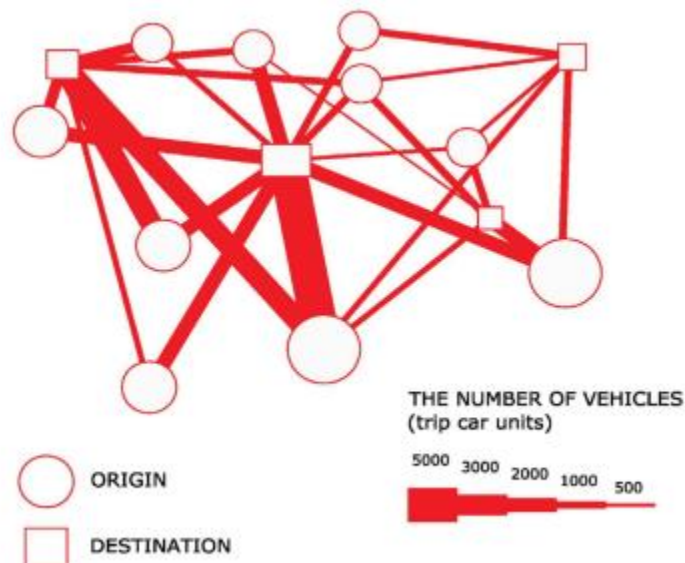 THE NUMBER OF VEHICLES
(trip car units)
5000 3000 2000 1000 500
ORIGIN
DESTINATION